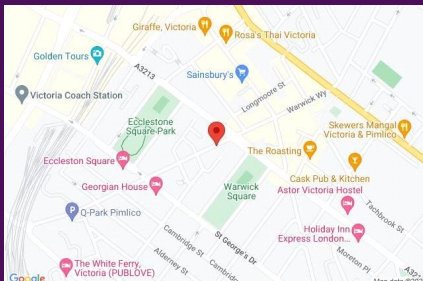 Giraffe, Victoria
Rosa's Thai Victoria
Golden Tours
A3213
Sainsbury's
Longmoore St
Victoria Coach Station
Warwick Wy
Ecclestone
Square Park
Skewers Mangal
Victoria & Pimlico
Eccleston Square
The Roasting
Cask Pub & Kitchen
Georgian House
Warwick
Square
Astor Victoria Hostel
Tachbrook St
Q-Park Pimlico
Holiday Inn
Express London...
St George's Dr
Cambridge St
Alderney St
Moreton Pl
The White Ferry,
Victoria (PUBLOVE)
Google